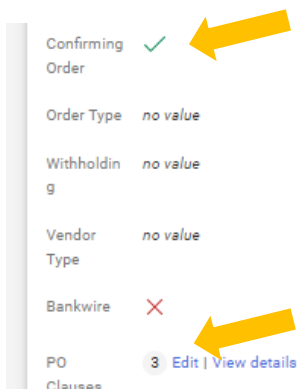 Confirming
Order
Order Type no value
Withholdin no value
g
Vendor no value
Type
Bankwire
PO 3 Edit | View details
Clauses